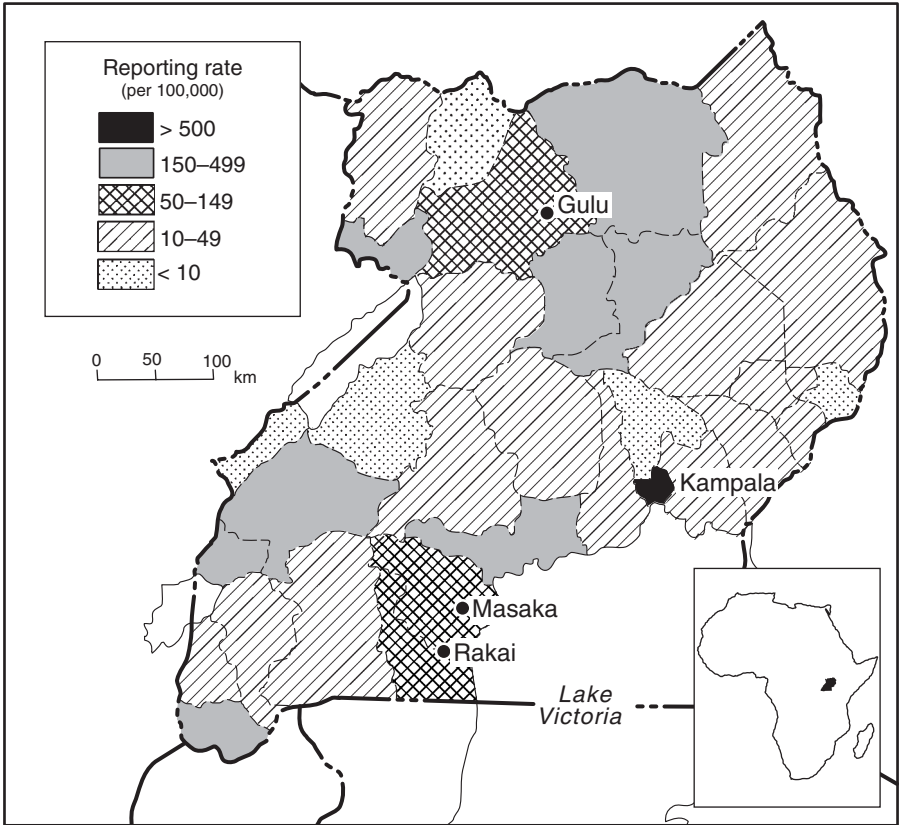 Reporting rate
(per 100,000)
> 500
150–499
50–149
10–49
< 10
0 50 100
km
Gulu
Kampala
Masaka
Rakai
Lake
Victoria